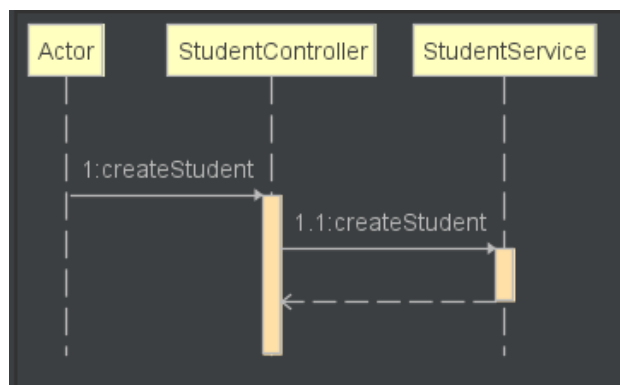 Actor
StudentController
StudentService
1:createStudent
1.1:createStudent